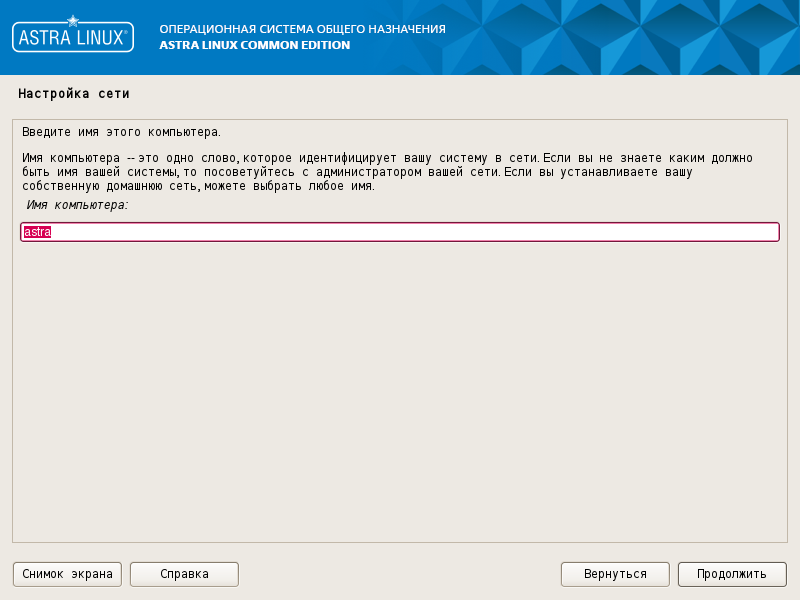 ASTRA LINUX®
ОПЕРАЦИОННАЯ СИСТЕМА ОБЩЕГО НАЗНАЧЕНИЯ
ASTRA LINUX COMMON EDITION
Настройка сети
Введите имя этого компьютера.
Имя компьютера -- это одно слово, которое идентифицирует вашу систему в сети. Если вы не знаете каким должно
быть имя вашей системы, то посоветуйтесь с администратором вашей сети. Если вы устанавливаете вашу
собственную домашнюю сеть, можете выбрать любое имя.
Имя компьютера:
astra
Снимок экрана
Справка
Вернуться
Продолжить